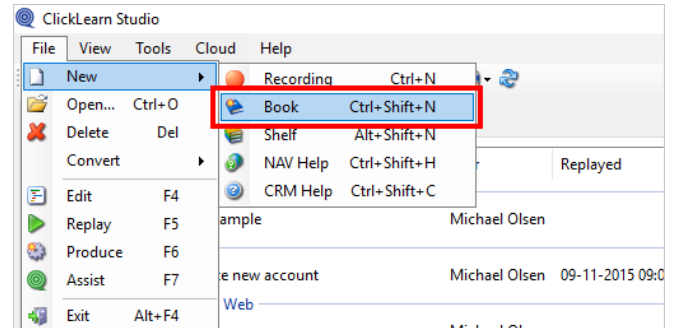 ClickLearn Studio
File View Tools Cloud Help
New
Recording Ctrl+N
Open... Ctrl+O
Book Ctrl+Shift+N
Delete Del
Shelf Alt+Shift+N
Convert
NAV Help Ctrl+Shift+H
Replayed
Edit F4
CRM Help Ctrl+Shift+C
Replay F5
ample Michael Olsen
Produce F6
Assist F7
e new account Michael Olsen 09-11-2015 09:0
Web
Exit Alt+F4